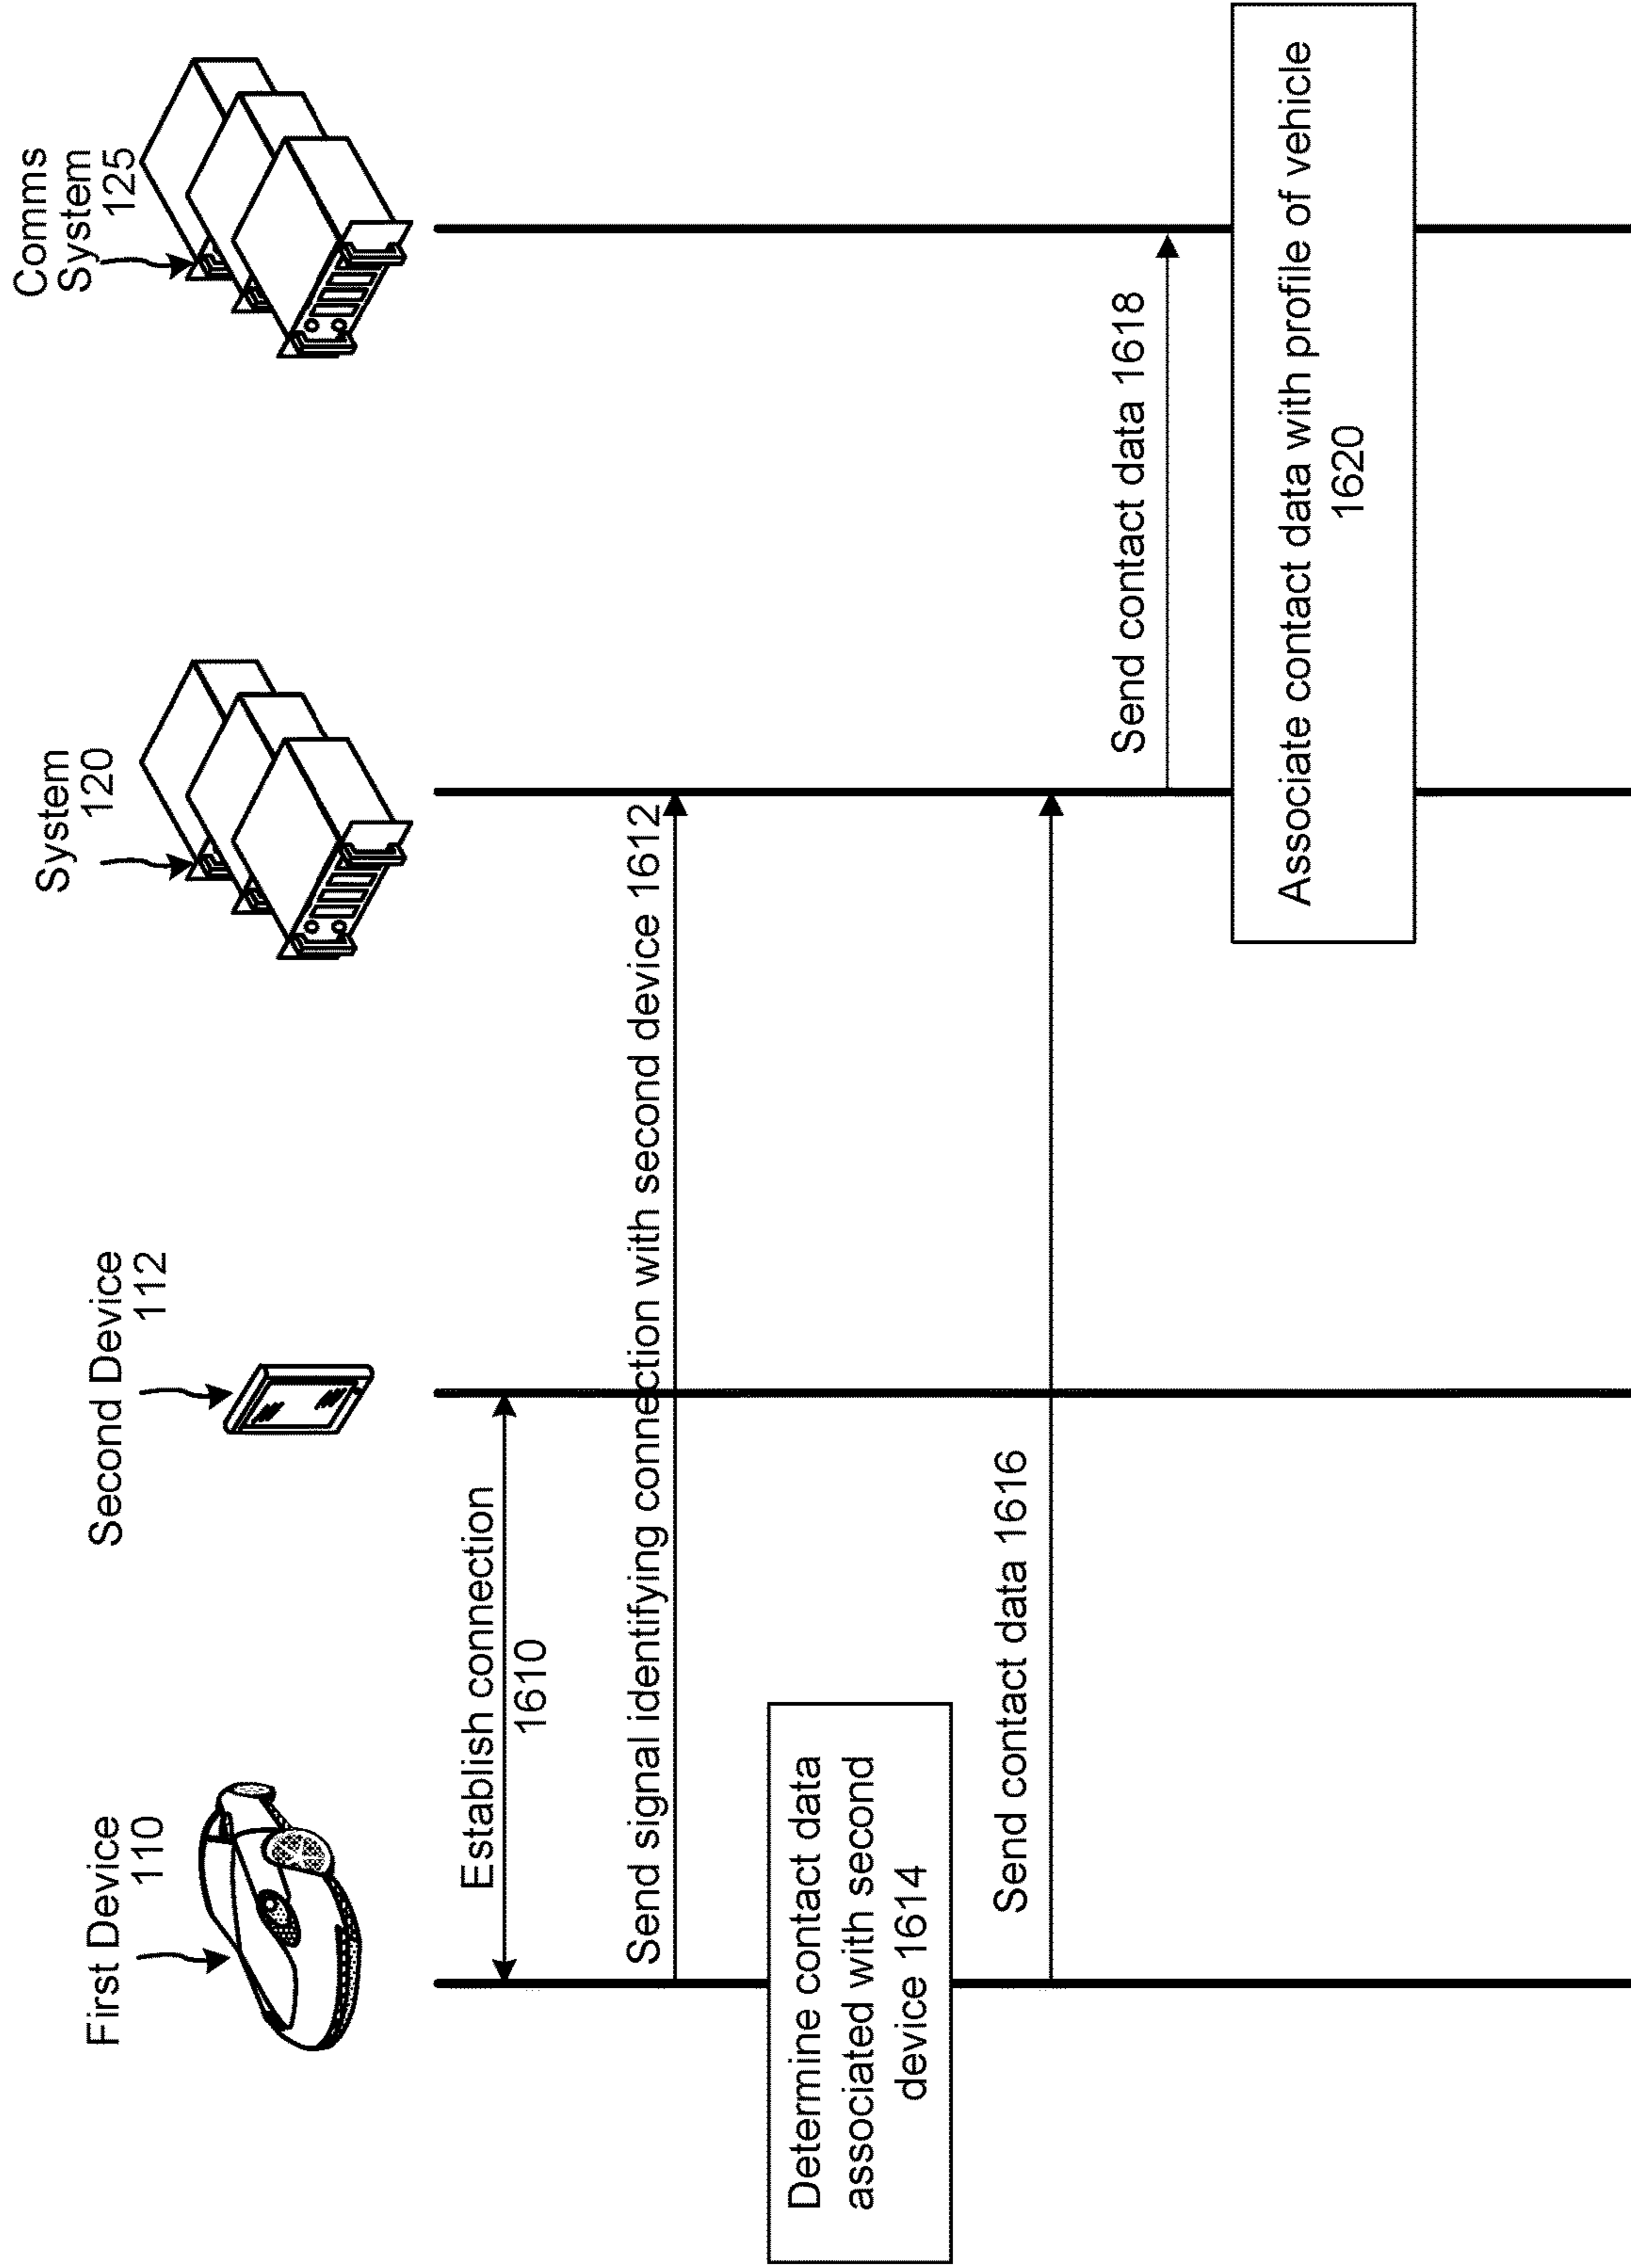 First Device
110
Second Device
112
System
120
Comms
System
125
Establish connection
1610
Send signal identifying connection with second device 1612
Determine contact data
associated with second
device 1614
Send contact data 1616
Send contact data 1618
Associate contact data with profile of vehicle
1620